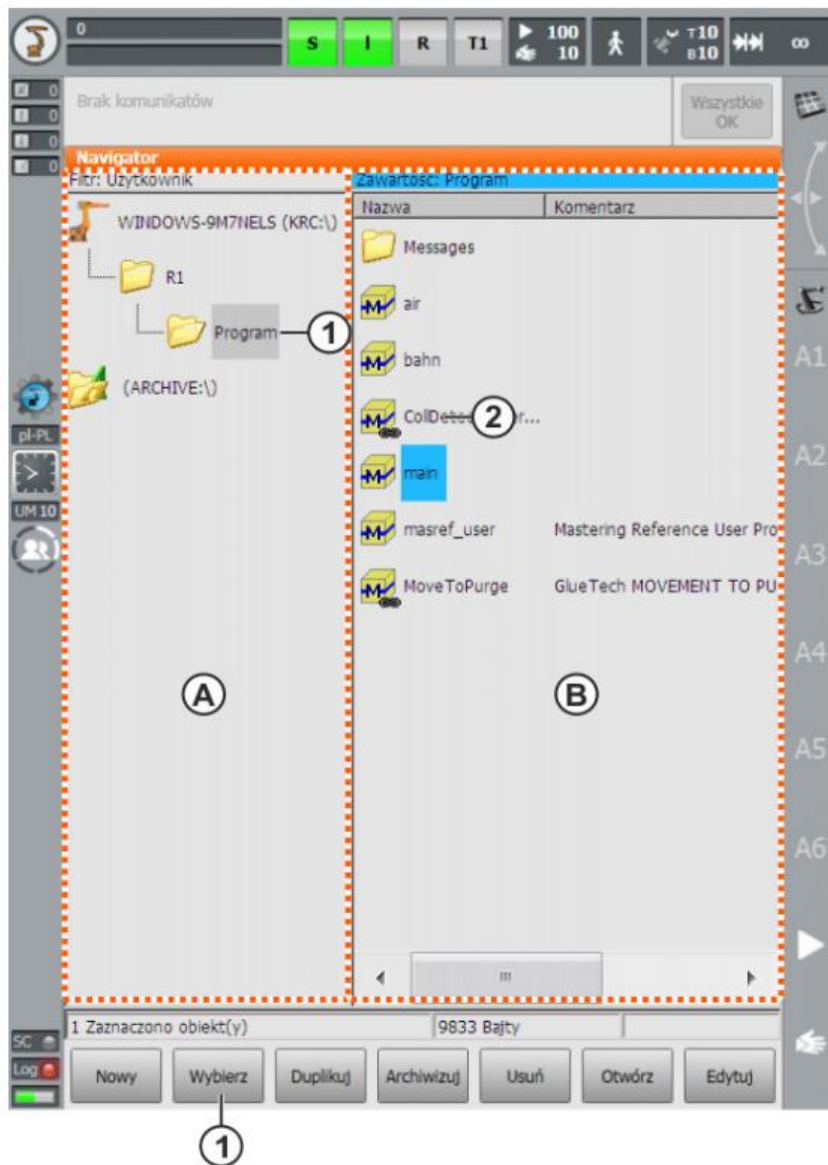 0
S I R T1 100 10 T10 B10 ∞
0
0
0
0
Brak komunikatów
Wszystkie OK
Navigator
Filtr: Użytkownik
Zawartość: Program
Nazwa Komentarz
WINDOWS-9M7NELS (KRC:\)
R1
Program
1
(ARCHIVE:\)
Messages
air
bahn
2
main
masref_user Mastering Reference User Pro
MoveToPurge GlueTech MOVEMENT TO PU
A
B
pl-PL
UM 10
A1
A2
A3
A4
A5
A6
1 Zaznaczono obiekt(y) 9833 Bajty
SC
Log
Nowy Wybierz Duplikuj Archiwizuj Usuń Otwórz Edytuj
1